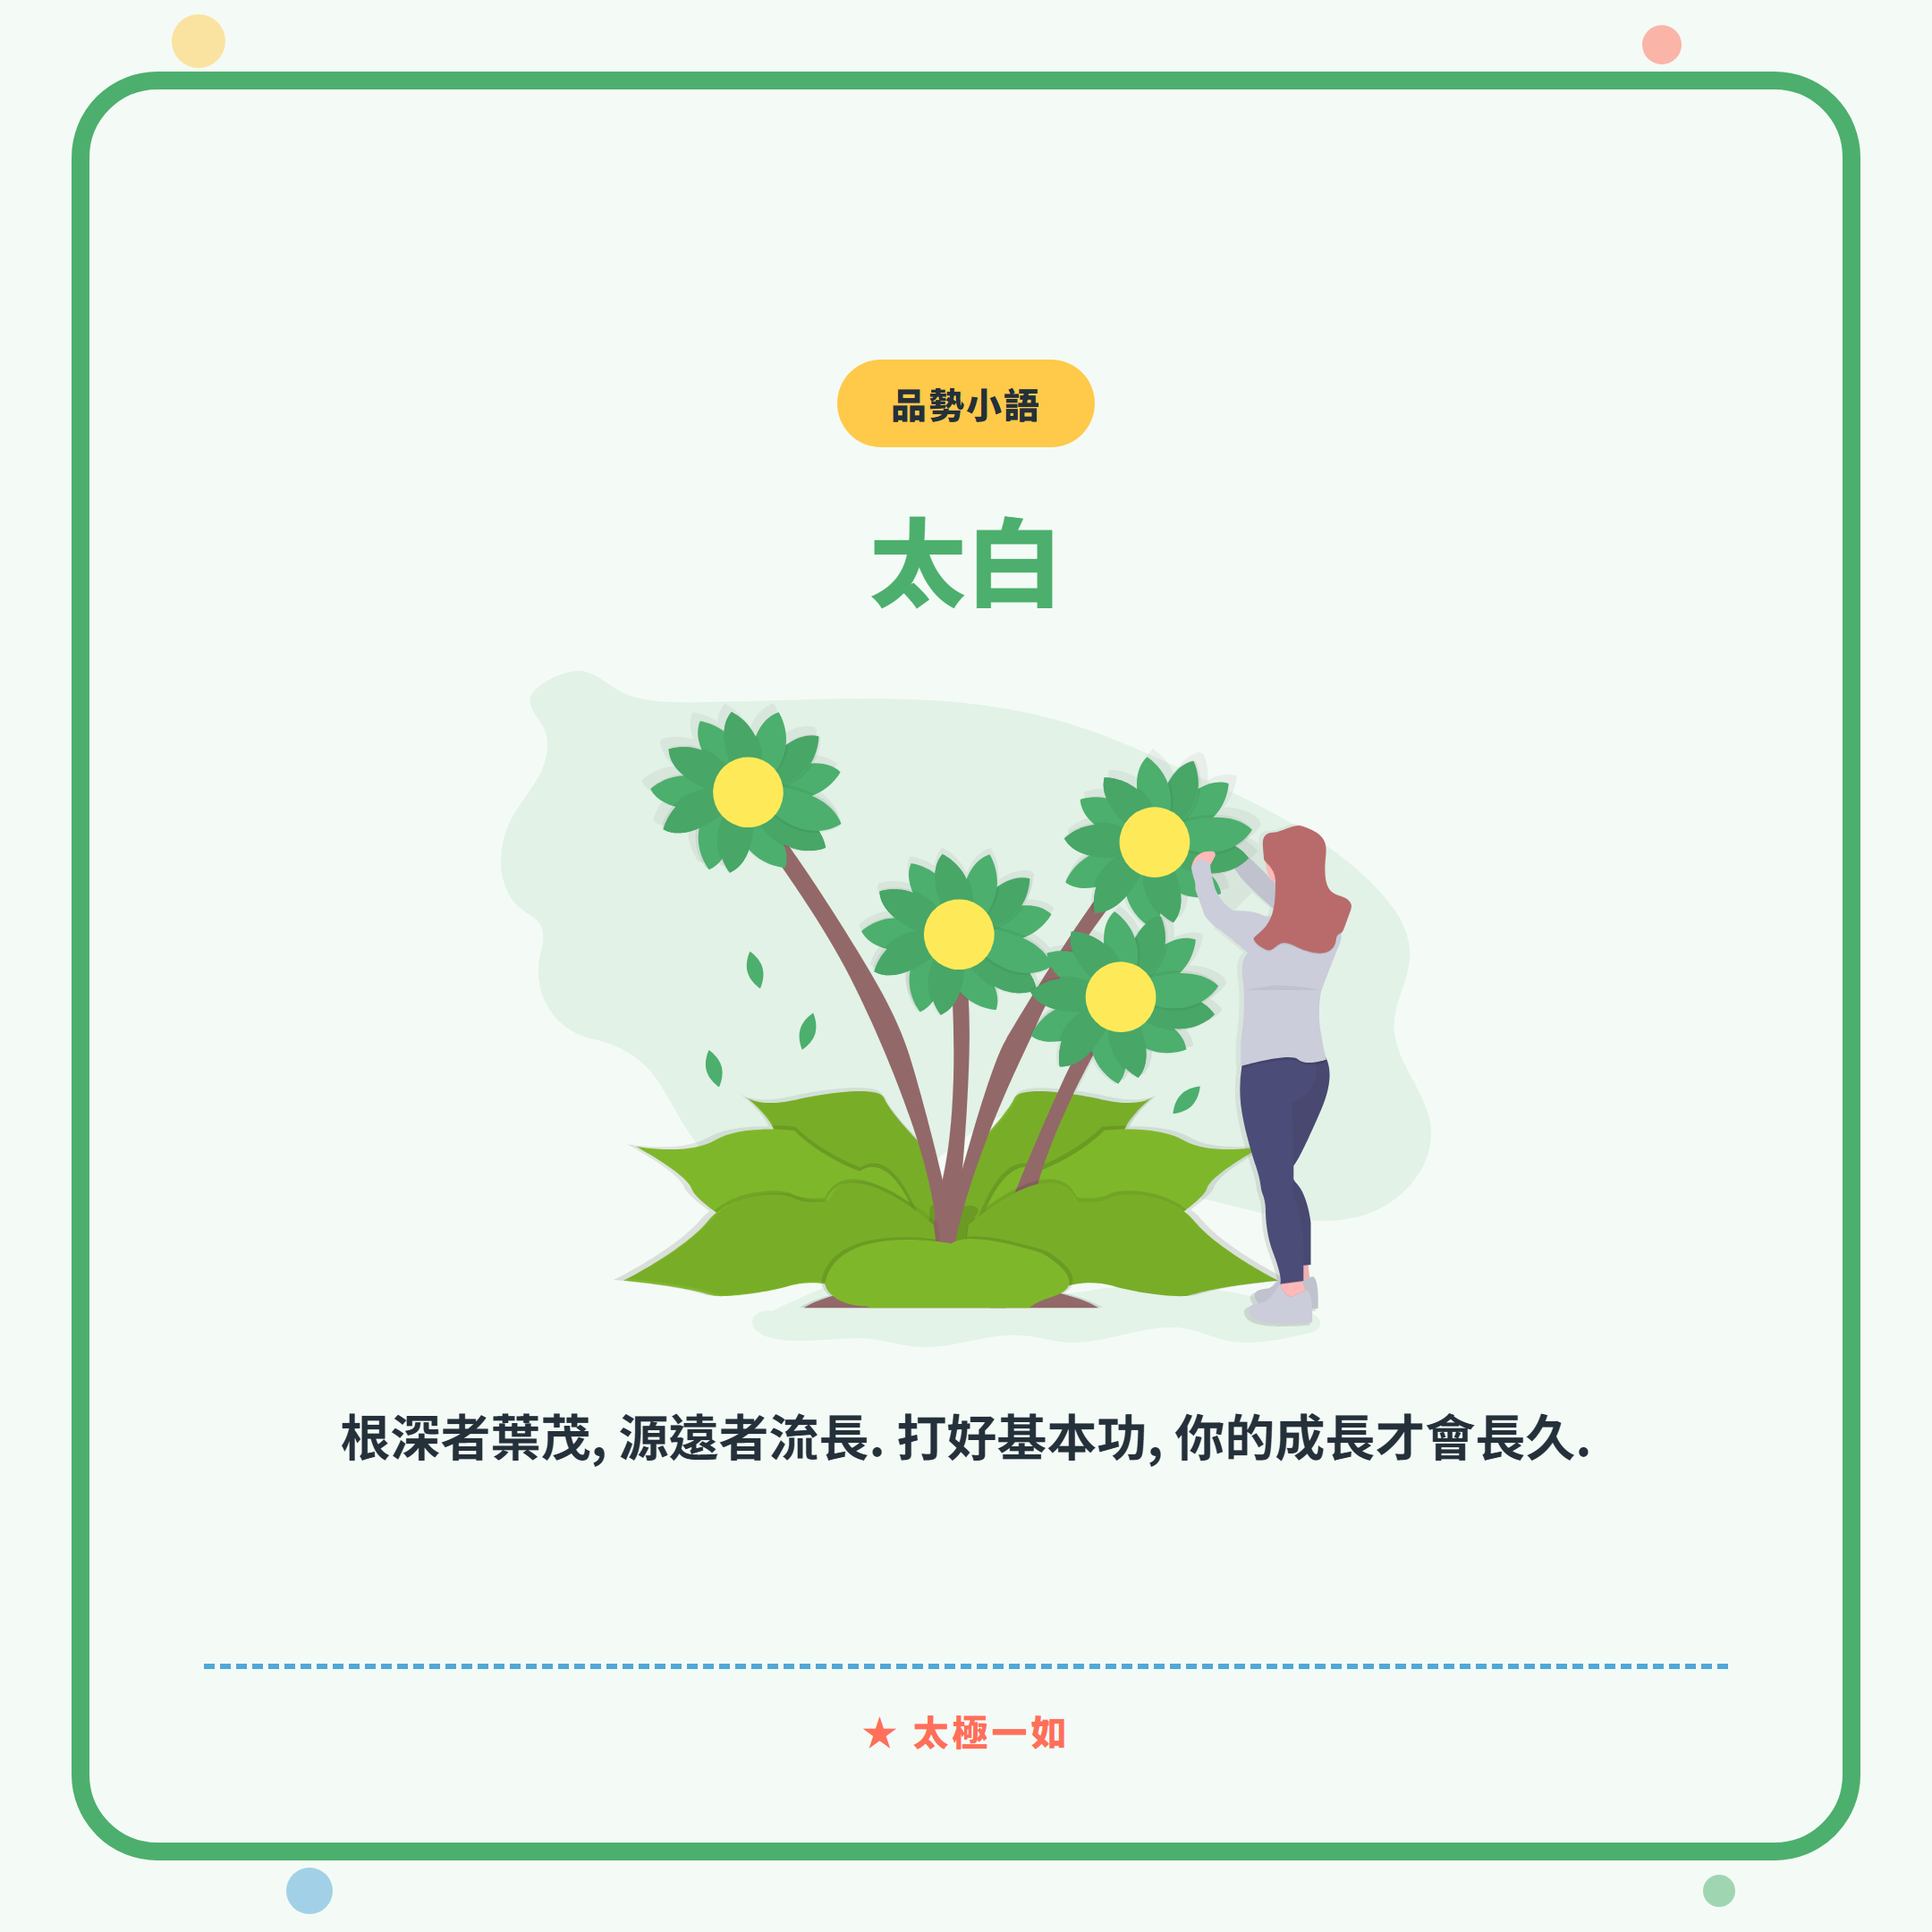 品勢小語
太白
根深者葉茂, 源遠者流長. 打好基本功, 你的成長才會長久.
★ 太極一如